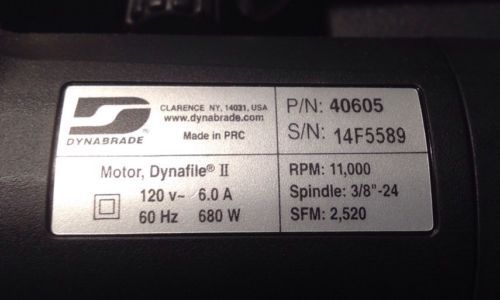 CLARENCE NY, 14031, USA
www.dynabrade.com
Made in PRC
DYNABRADE®
P/N: 40605
S/N: 14F5589
Motor, Dynafile® II
120 v~ 6.0 A
60 Hz 680 W
RPM: 11,000
Spindle: 3/8"-24
SFM: 2,520